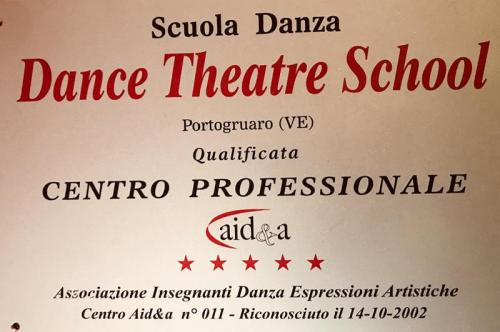 Scuola Danza
Dance Theatre School
Portogruaro (VE)
Qualificata
CENTRO PROFESSIONALE
aid&a
Associazione Insegnanti Danza Espressioni Artistiche
Centro Aid&a n° 011 - Riconosciuto il 14-10-2002